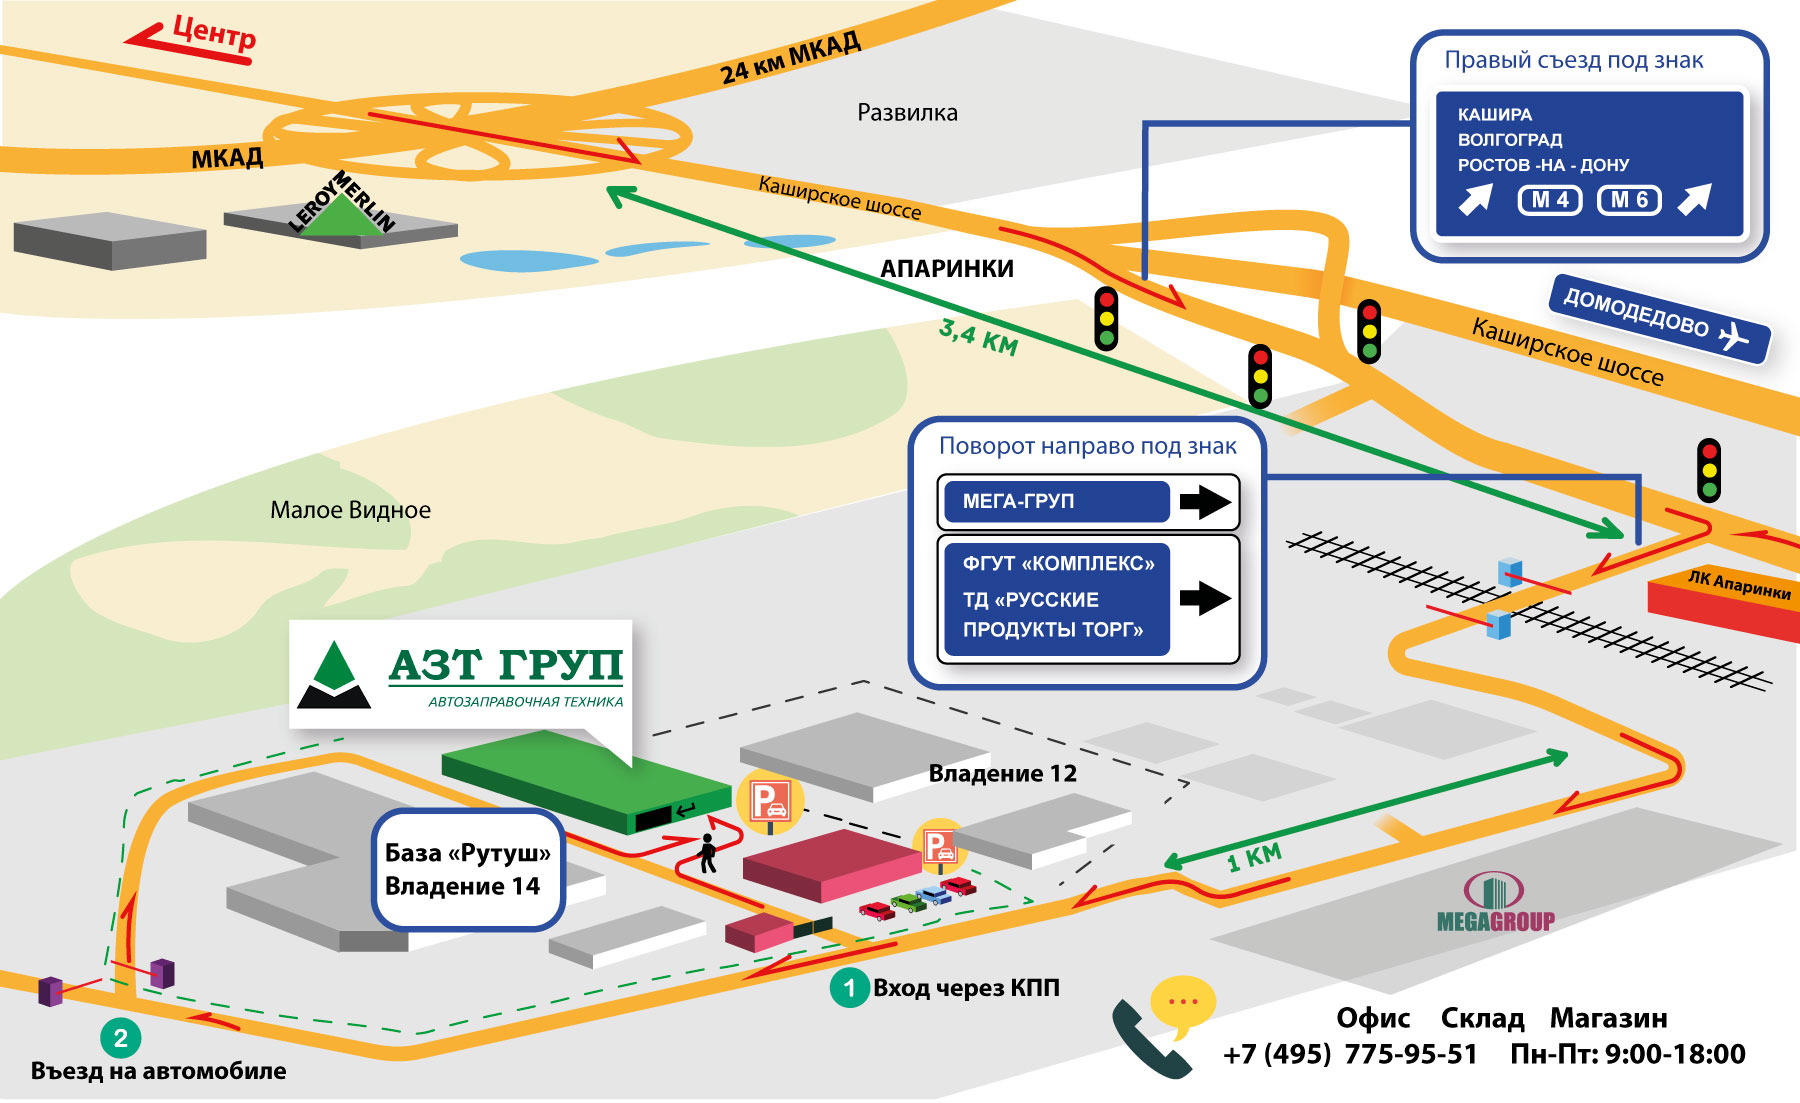 Центр
24 км МКАД
МКАД
Развилка
LEROY MERLIN
Каширское шоссе
АПАРИНКИ
3,4 КМ
Правый съезд под знак
КАШИРА
ВОЛГОГРАД
РОСТОВ -НА - ДОНУ
М 4
М 6
ДОМОДЕДОВО
Каширское шоссе
Поворот направо под знак
МЕГА-ГРУП
ФГУТ «КОМПЛЕКС»
ТД «РУССКИЕ
ПРОДУКТЫ ТОРГ»
Малое Видное
ЛК Апаринки
АЗТ ГРУП
АВТОЗАПРАВОЧНАЯ ТЕХНИКА
Владение 12
P
P
База «Рутуш»
Владение 14
1 КМ
MEGAGROUP
1 Вход через КПП
2
Въезд на автомобиле
Офис Склад Магазин
+7 (495) 775-95-51 Пн-Пт: 9:00-18:00